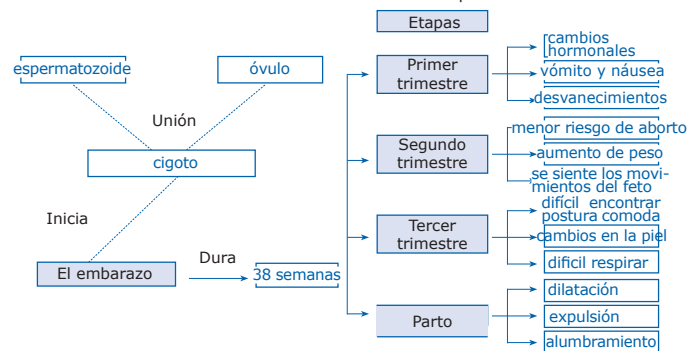 Etapas
espermatozoide
óvulo
Unión
cigoto
Inicia
El embarazo
Dura
38 semanas
Primer
trimestre
cambios
hormonales
vómito y náusea
desvanecimientos
Segundo
trimestre
menor riesgo de aborto
aumento de peso
se siente los movi-
mientos del feto
Tercer
trimestre
difícil encontrar
postura comoda
cambios en la piel
dificil respirar
Parto
dilatación
expulsión
alumbramiento